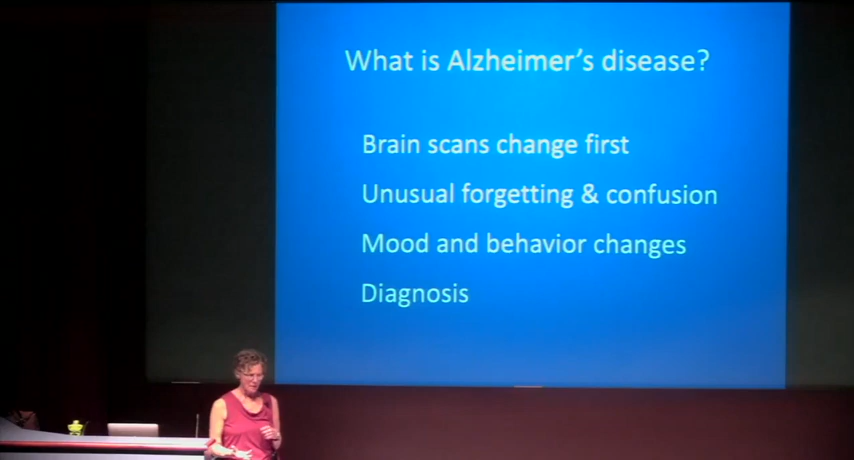 What is Alzheimer's disease?
Brain scans change first
Unusual forgetting & confusion
Mood and behavior changes
Diagnosis